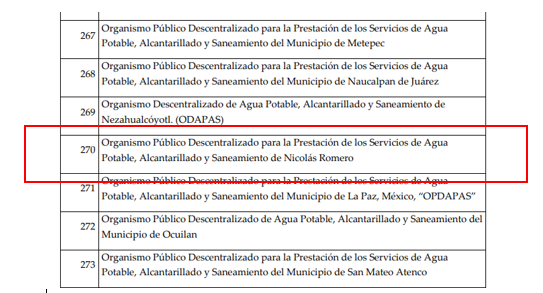 267 Organismo Público Descentralizado para la Prestación de los Servicios de Agua
Potable, Alcantarillado y Saneamiento del Municipio de Metepec
268 Organismo Público Descentralizado para la Prestación de los Servicios de Agua
Potable, Alcantarillado y Saneamiento del Municipio de Naucalpan de Juárez
269 Organismo Descentralizado de Agua Potable, Alcantarillado y Saneamiento de
Nezahualcóyotl. (ODAPAS)
270 Organismo Público Descentralizado para la Prestación de los Servicios de Agua
Potable, Alcantarillado y Saneamiento de Nicolás Romero
271 Organismo Público Descentralizado para la Prestación de los Servicios de Agua
Potable, Alcantarillado y Saneamiento del Municipio de La Paz, México, “OPDAPAS”
272 Organismo Público Descentralizado de Agua Potable, Alcantarillado y Saneamiento del
Municipio de Ocuilan
273 Organismo Público Descentralizado para la Prestación de los Servicios de Agua
Potable, Alcantarillado y Saneamiento del Municipio de San Mateo Atenco